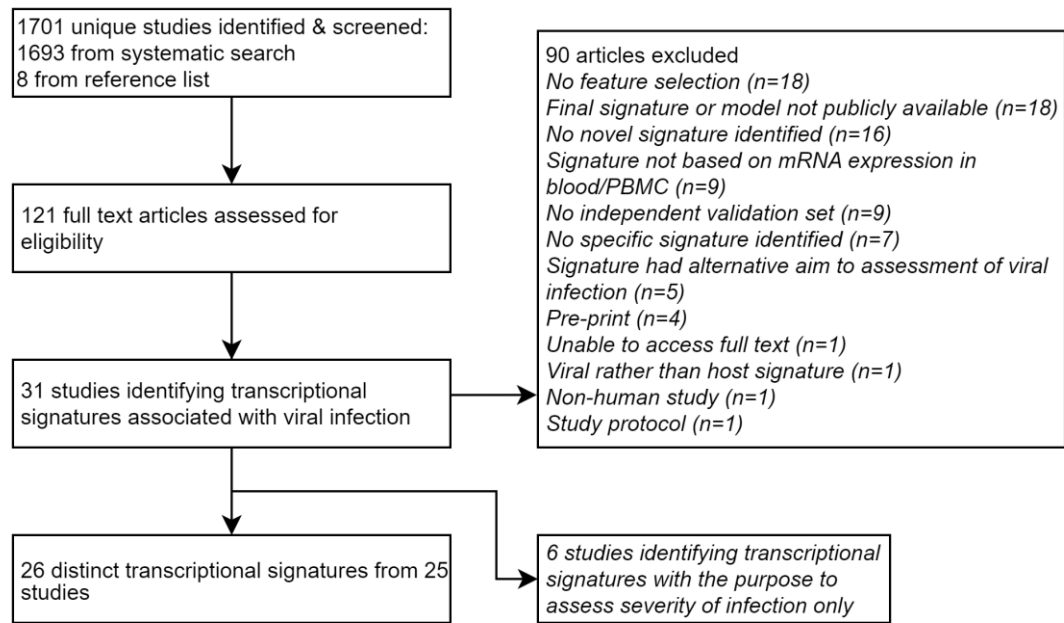 1701 unique studies identified & screened:
1693 from systematic search
8 from reference list
121 full text articles assessed for
eligibility
31 studies identifying transcriptional
signatures associated with viral infection
26 distinct transcriptional signatures from 25
studies
90 articles excluded
No feature selection (n=18)
Final signature or model not publicly available (n=18)
No novel signature identified (n=16)
Signature not based on mRNA expression in
blood/PBMC (n=9)
No independent validation set (n=9)
No specific signature identified (n=7)
Signature had alternative aim to assessment of viral
infection (n=5)
Pre-print (n=4)
Unable to access full text (n=1)
Viral rather than host signature (n=1)
Non-human study (n=1)
Study protocol (n=1)
6 studies identifying transcriptional
signatures with the purpose to
assess severity of infection only